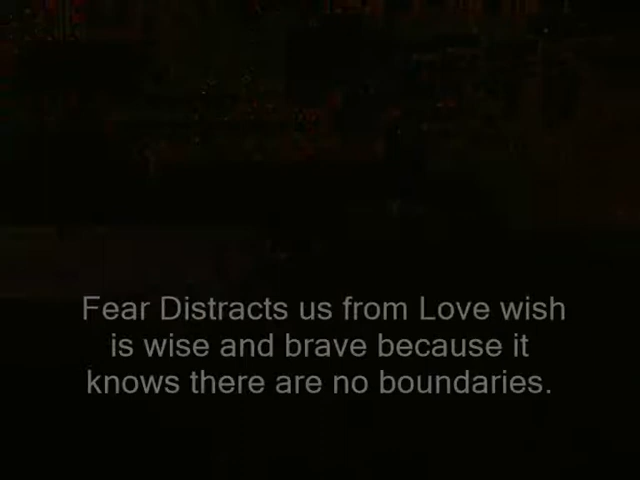 Fear Distracts us from Love wish
is wise and brave because it
knows there are no boundaries.